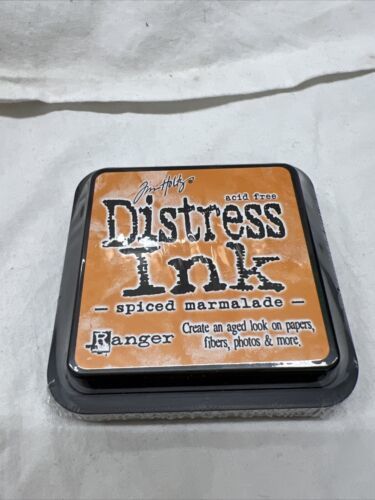 Tim Holtz
acid free
Distress
Ink
— spiced marmalade —
Ranger
Create an aged look on papers,
fibers, photos & more